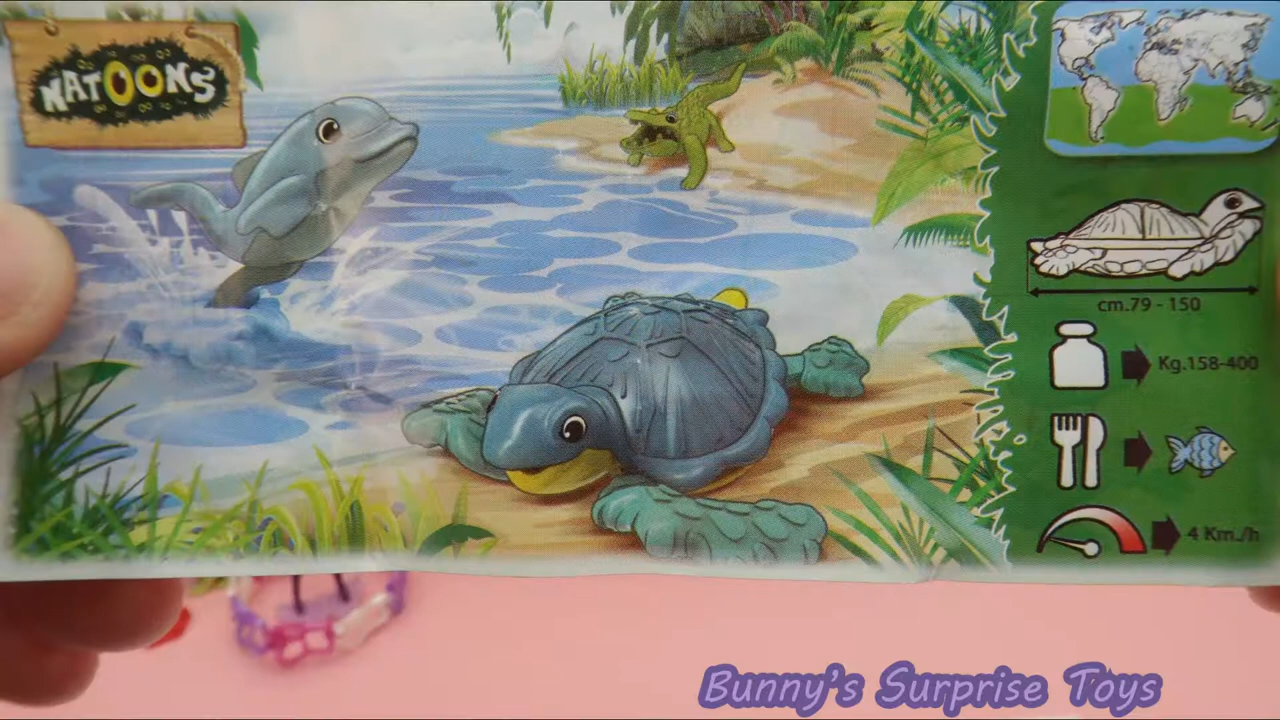 NATOONS
cm.79 - 150
Kg.158-400
4 Km./h
Bunny's Surprise Toys